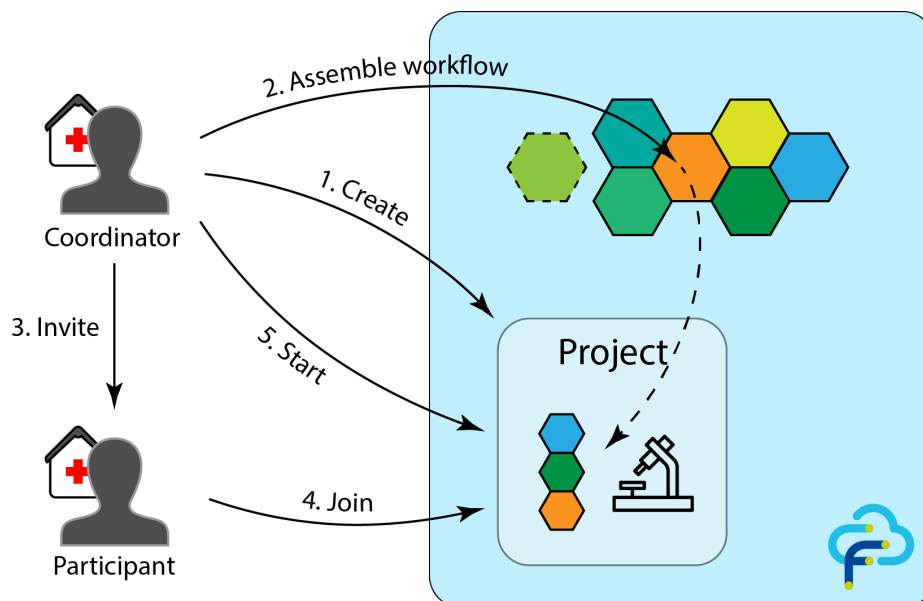 2. Assemble workflow
1. Create
Coordinator
3. Invite
5. Start
Project
4. Join
Participant